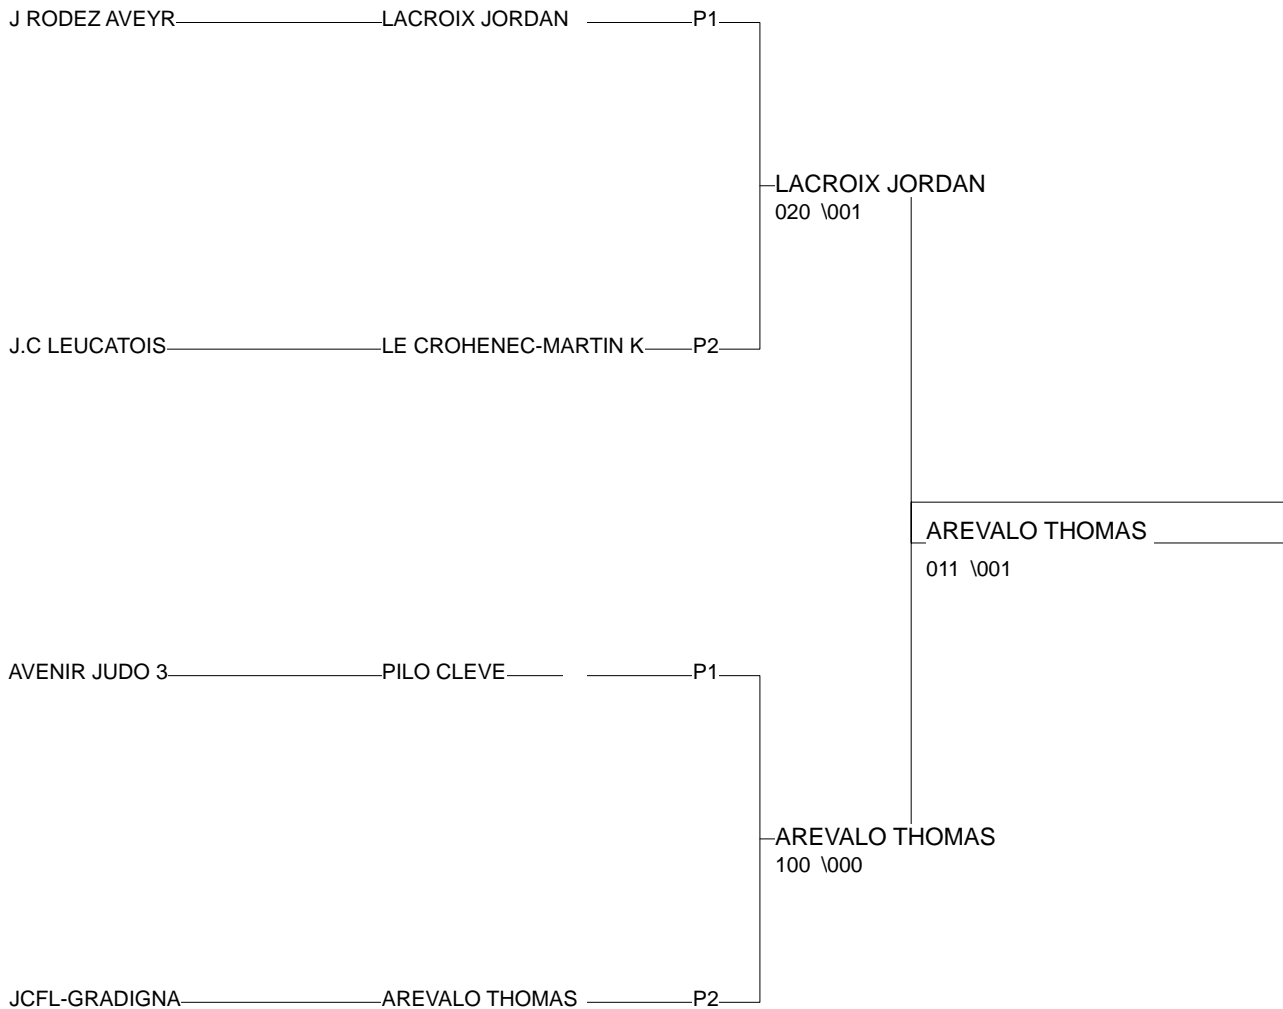 J RODEZ AVEYR LACROIX JORDAN P1
LACROIX JORDAN
020 \001
J.C LEUCATOIS LE CROHENEC-MARTIN K P2
AREVALO THOMAS
011 \001
AVENIR JUDO 3 PILO CLEVE P1
AREVALO THOMAS
100 \000
JCFL-GRADIGNA AREVALO THOMAS P2